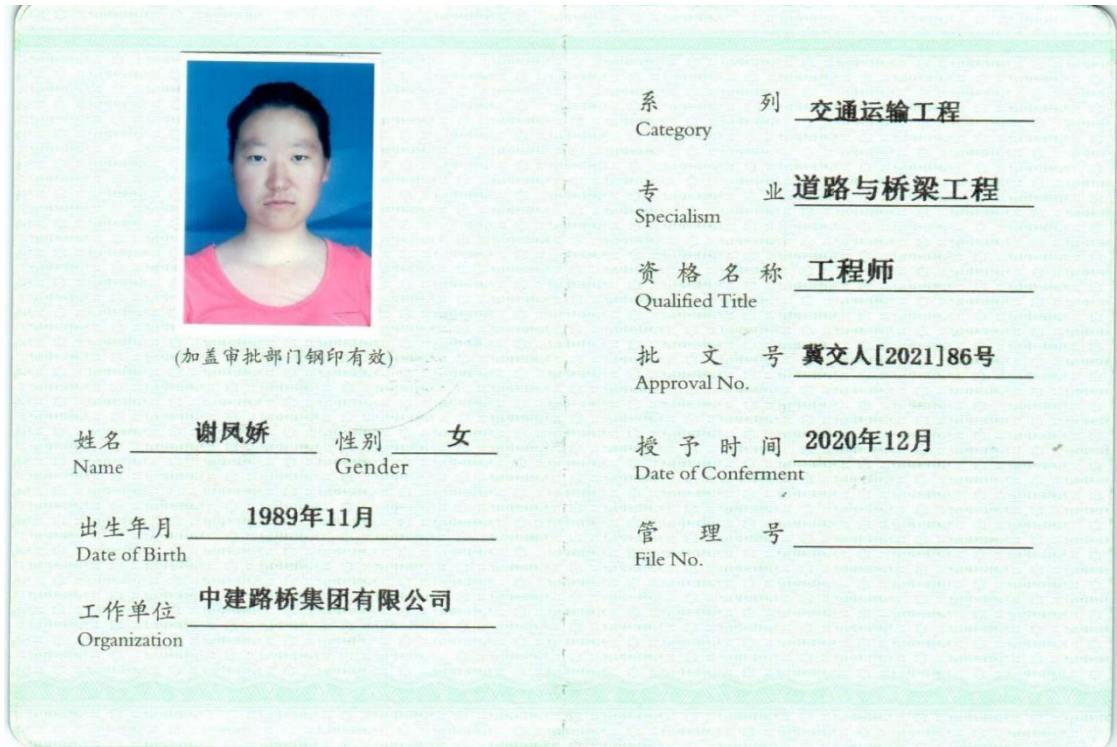 (加盖审批部门钢印有效)
姓名 谢凤娇 性别 女
Name Gender
出生年月 1989年11月
Date of Birth
工作单位 中建路桥集团有限公司
Organization
系列 交通运输工程
Category
专业 道路与桥梁工程
Specialism
资格名称 工程师
Qualified Title
批文号 冀交人[2021]86号
Approval No.
授予时间 2020年12月
Date of Conferment
管理号
File No.